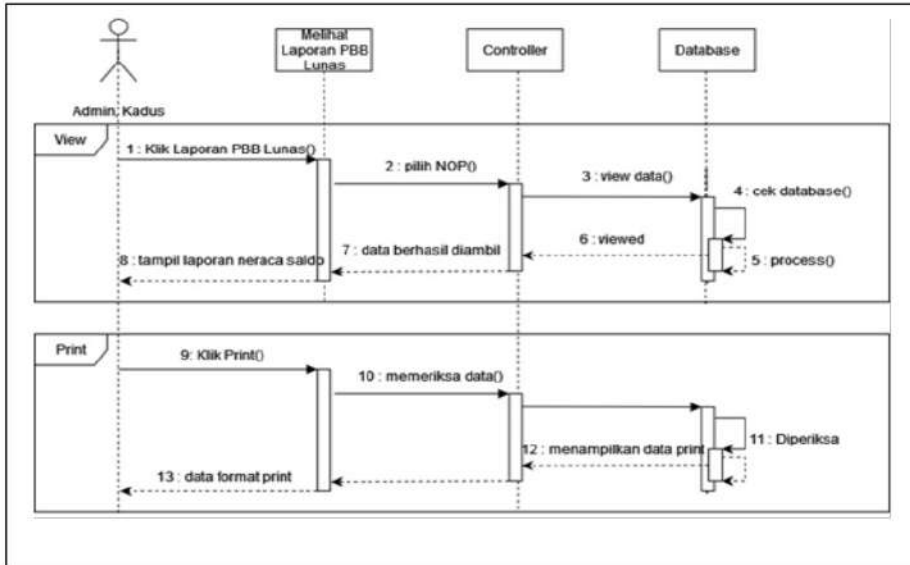 Melihat
Laporan PBB
Lunas
Controller
Database
Admin, Kadus
View
1 : Klik Laporan PBB Lunas()
2 : pilih NOP()
3 : view data()
4 : cek database()
5 : process()
6 : viewed
7 : data berhasil diambil
8 : tampil laporan neraca saldo
Print
9: Klik Print()
10 : memeriksa data()
11 : Diperiksa
12 : menampilkan data print
13 : data format print